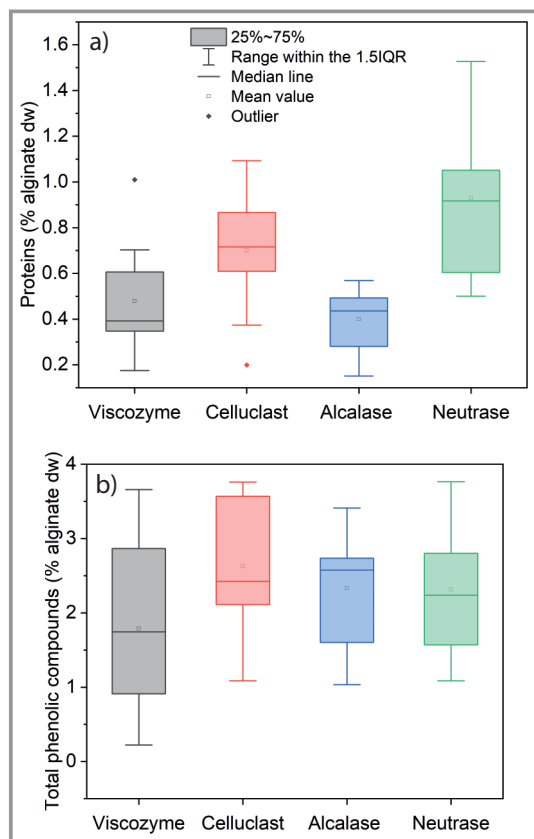 a)
25%~75%
Range within the 1.5IQR
Median line
Mean value
Outlier
Proteins (% alginate dw)
1.6
1.4
1.2
1.0
0.8
0.6
0.4
0.2
Viscozyme Celluclast Alcalase Neutrase
b)
Total phenolic compounds (% alginate dw)
4
3
2
1
0
Viscozyme Celluclast Alcalase Neutrase